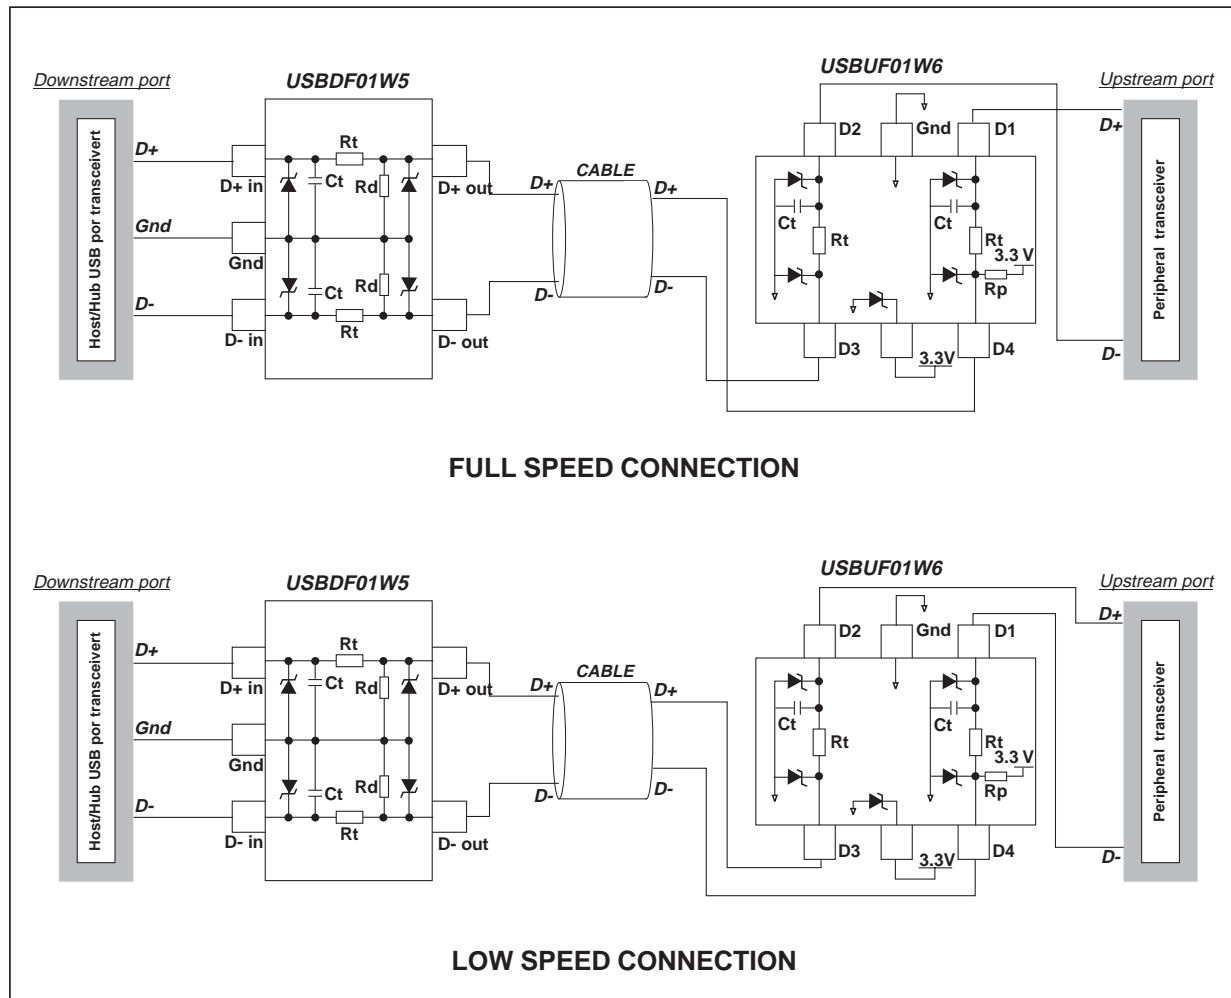 USBDF01W5
USBUF01W6
Downstream port
Upstream port
Host/Hub USB por transceivert
D+
Gnd
D-
D+ in
Gnd
D- in
Rt
Ct
Rd
Rd
Ct
Rt
D+ out
D- out
CABLE
D+
D+
D-
D-
D2
Gnd
D1
Ct
Rt
Ct
Rt
3.3 V
Rp
D3
3.3V
D4
D+
D-
Peripheral transceiver
FULL SPEED CONNECTION
USBDF01W5
USBUF01W6
Downstream port
Upstream port
Host/Hub USB por transceivert
D+
Gnd
D-
D+ in
Gnd
D- in
Rt
Ct
Rd
Rd
Ct
Rt
D+ out
D- out
CABLE
D+
D+
D-
D-
D2
Gnd
D1
Ct
Rt
Ct
Rt
3.3 V
Rp
D3
3.3V
D4
D+
D-
Peripheral transceiver
LOW SPEED CONNECTION